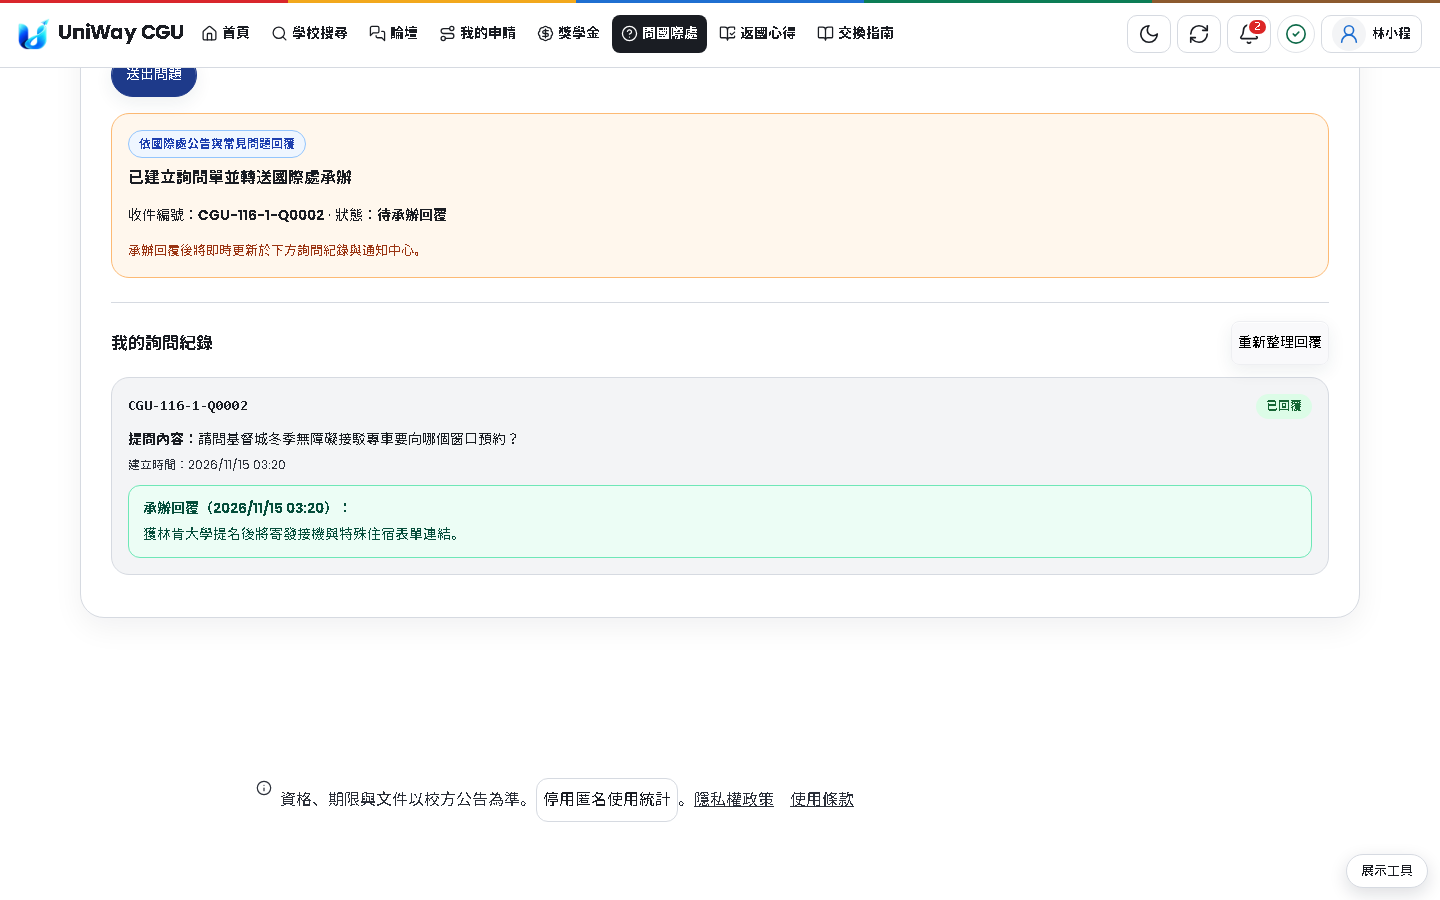 UniWay CGU
首頁
學校搜尋
論壇
我的申請
獎學金
問國際處
返國心得
交換指南
2
林小程
送出問題
依國際處公告與常見問題回覆
已建立詢問單並轉送國際處承辦
收件編號：CGU-116-1-Q0002 · 狀態：待承辦回覆
承辦回覆後將即時更新於下方詢問紀錄與通知中心。
我的詢問紀錄
重新整理回覆
CGU-116-1-Q0002
已回覆
提問內容：請問基督城冬季無障礙接駁專車要向哪個窗口預約？
建立時間：2026/11/15 03:20
承辦回覆（2026/11/15 03:20）：
獲林肯大學提名後將寄發接機與特殊住宿表單連結。
資格、期限與文件以校方公告為準。 停用匿名使用統計 。隱私權政策 使用條款
展示工具